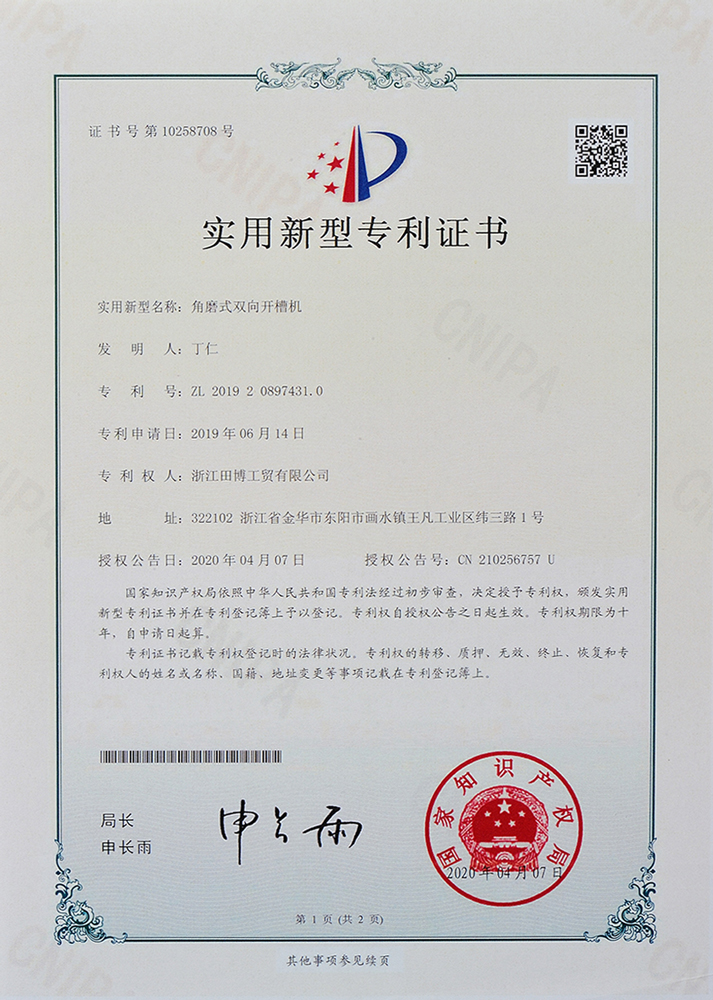 证书号第10258708号
实用新型专利证书
实用新型名称：角磨式双向开槽机
发明人：丁仁
专利号：ZL 2019 2 0897431.0
专利申请日：2019年06月14日
专利权人：浙江田博工贸有限公司
地址：322102 浙江省金华市东阳市画水镇王凡工业区纬三路1号
授权公告日：2020年04月07日 授权公告号：CN 210256757 U
国家知识产权局依照中华人民共和国专利法经过初步审查，决定授予专利权，颁发实用
新型专利证书并在专利登记簿上予以登记。专利权自授权公告之日起生效。专利权期限为十
年，自申请日起算。
专利证书记载专利权登记时的法律状况。专利权的转移、质押、无效、终止、恢复和专
利权人的姓名或名称、国籍、地址变更等事项记载在专利登记簿上。
局长
申长雨
申长雨
国家知识产权局
2020年04月07日
第 1 页 (共 2 页)
其他事项参见续页
CNIPA